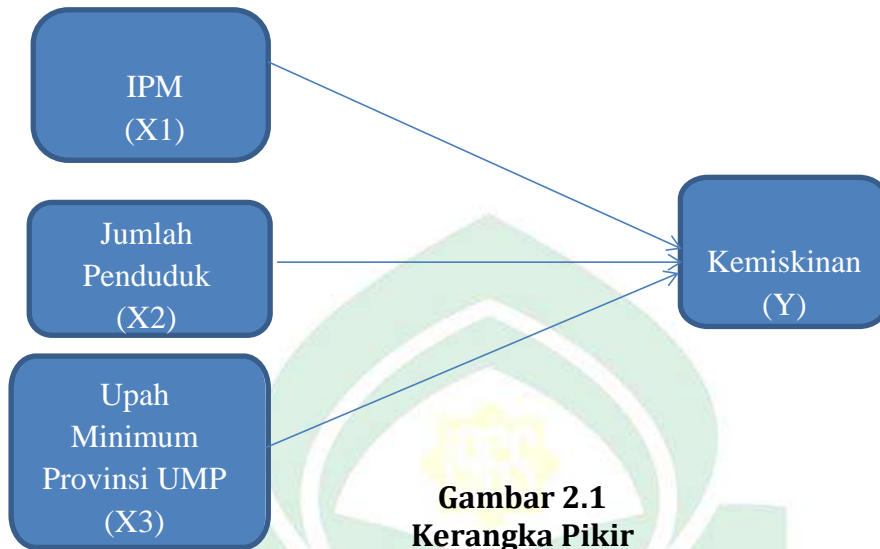 IPM
(X1)
Jumlah
Penduduk
(X2)
Upah
Minimum
Provinsi UMP
(X3)
Kemiskinan
(Y)
Gambar 2.1
Kerangka Pikir